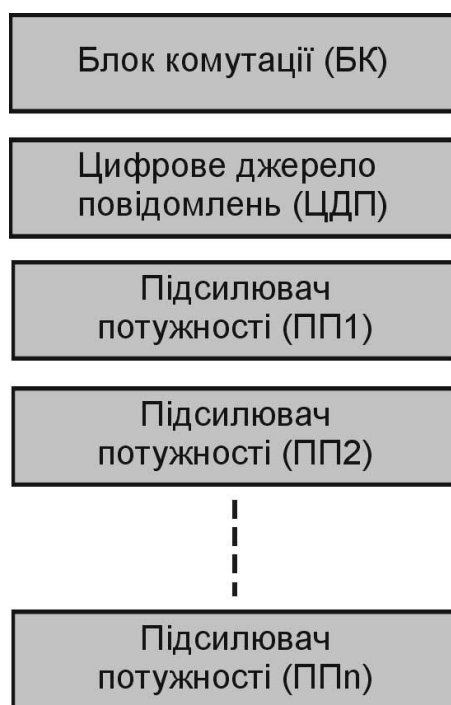 Блок комутації (БК)
Цифрове джерело
повідомлень (ЦДП)
Підсилювач
потужності (ПП1)
Підсилювач
потужності (ПП2)
Підсилювач
потужності (ППn)